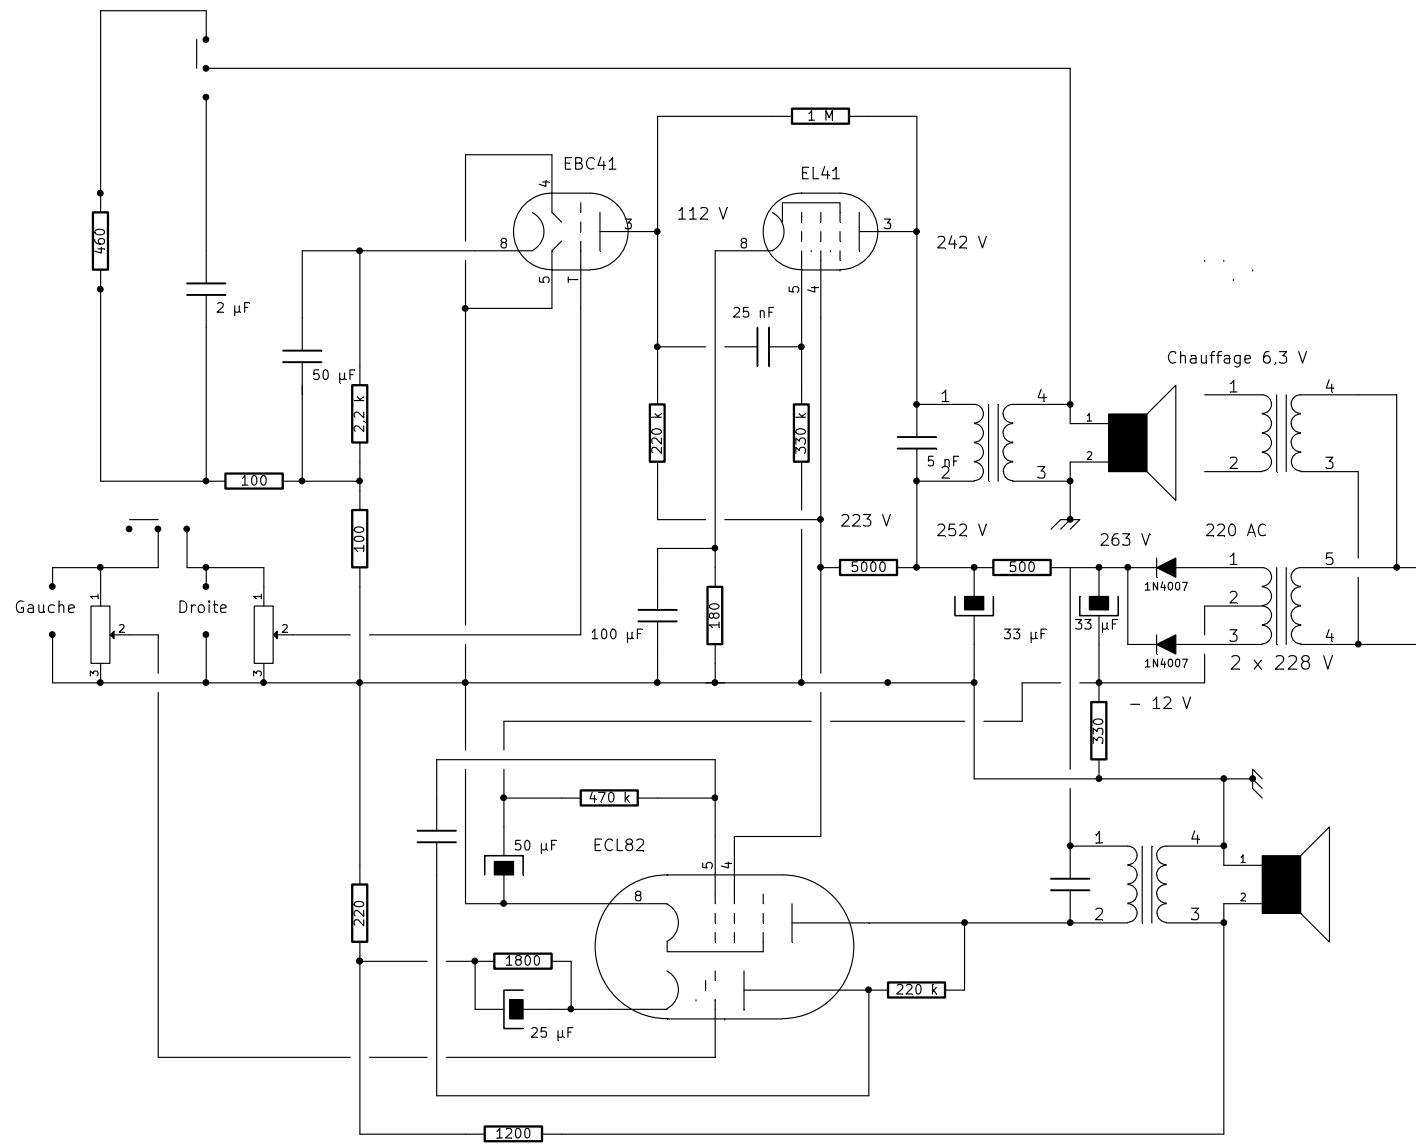 1 M
EBC41
EL41
4
3
112 V
8
5
T
8
3
242 V
5
4
460
2 µF
25 nF
50 µF
Chauffage 6,3 V
2,2 k
220 k
330 k
1
4
1
2
5 nF
2
3
1
4
2
3
100
100
223 V
252 V
263 V
220 AC
5000
500
1N4007
1
2
3
5
4
Gauche
1
2
3
Droite
1
2
3
100 µF
180
33 µF
33 µF
1N4007
2 x 228 V
- 12 V
330
470 k
50 µF
ECL82
5
4
8
220
1800
25 µF
220 k
1
4
2
3
1
2
1200